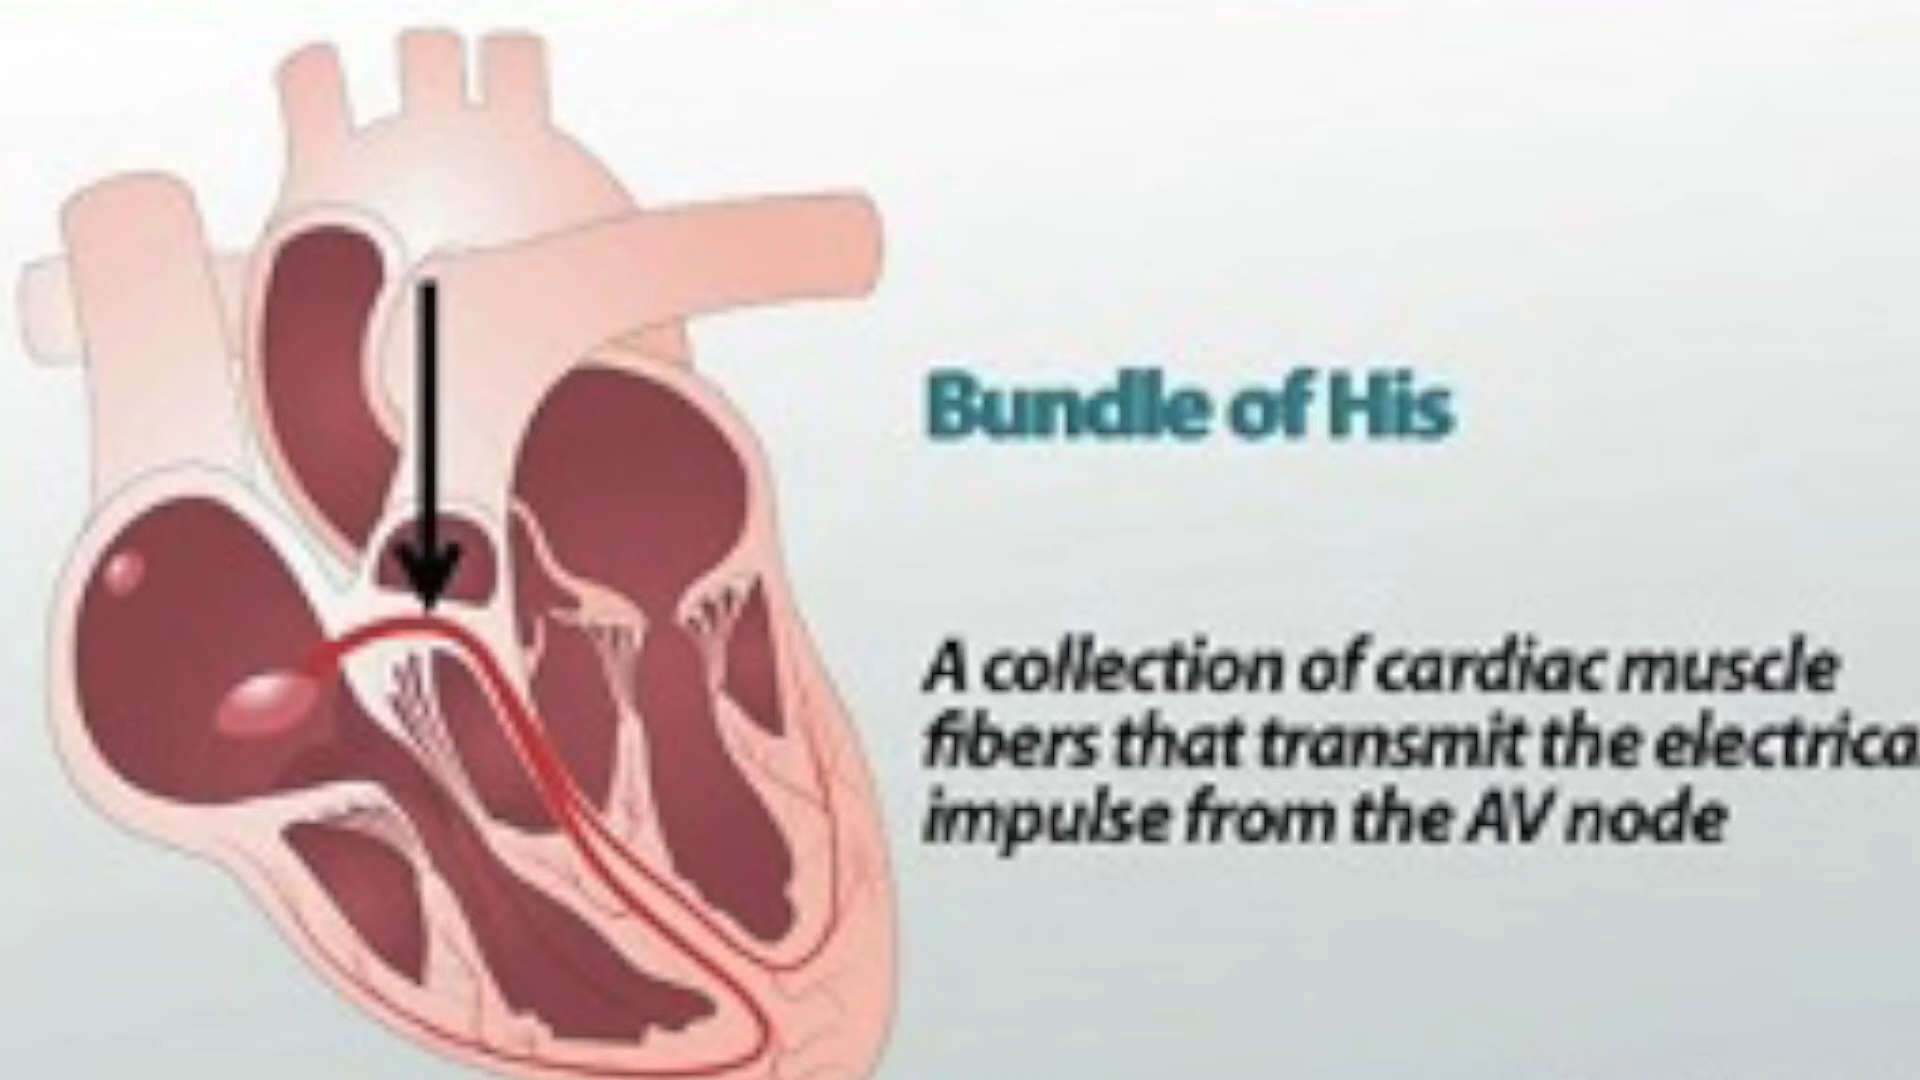 Bundle of His
A collection of cardiac muscle
fibers that transmit the electrica
impulse from the AV node